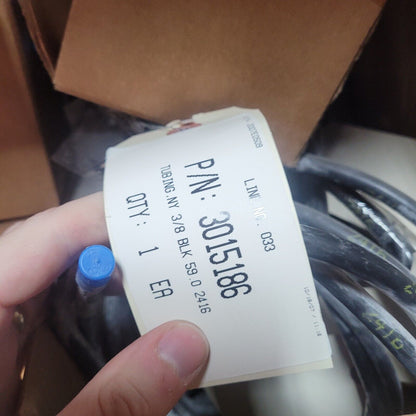 LINE NO. 033
P/N: 3015186
TUBING.NY 3/8 BLK 59.0 2416
QTY: 1 EA